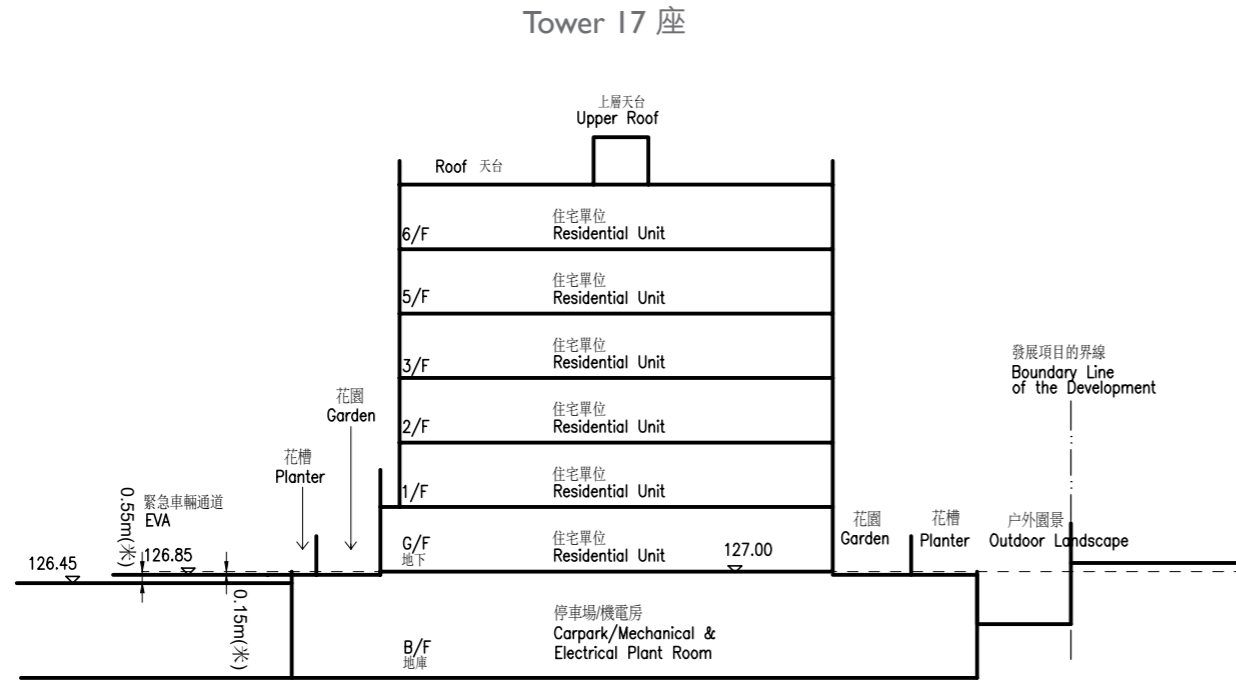 Tower 17 座
上層天台
Upper Roof
Roof 天台
6/F
住宅單位
Residential Unit
5/F
住宅單位
Residential Unit
3/F
住宅單位
Residential Unit
2/F
住宅單位
Residential Unit
1/F
住宅單位
Residential Unit
G/F
地下
住宅單位
Residential Unit
127.00
B/F
地庫
停車場/機電房
Carpark/Mechanical &
Electrical Plant Room
花園
Garden
花槽
Planter
緊急車輛通道
EVA
0.55m(米)
126.45
126.85
0.15m(米)
花園
Garden
花槽
Planter
户外園景
Outdoor Landscape
發展項目的界線
Boundary Line
of the Development